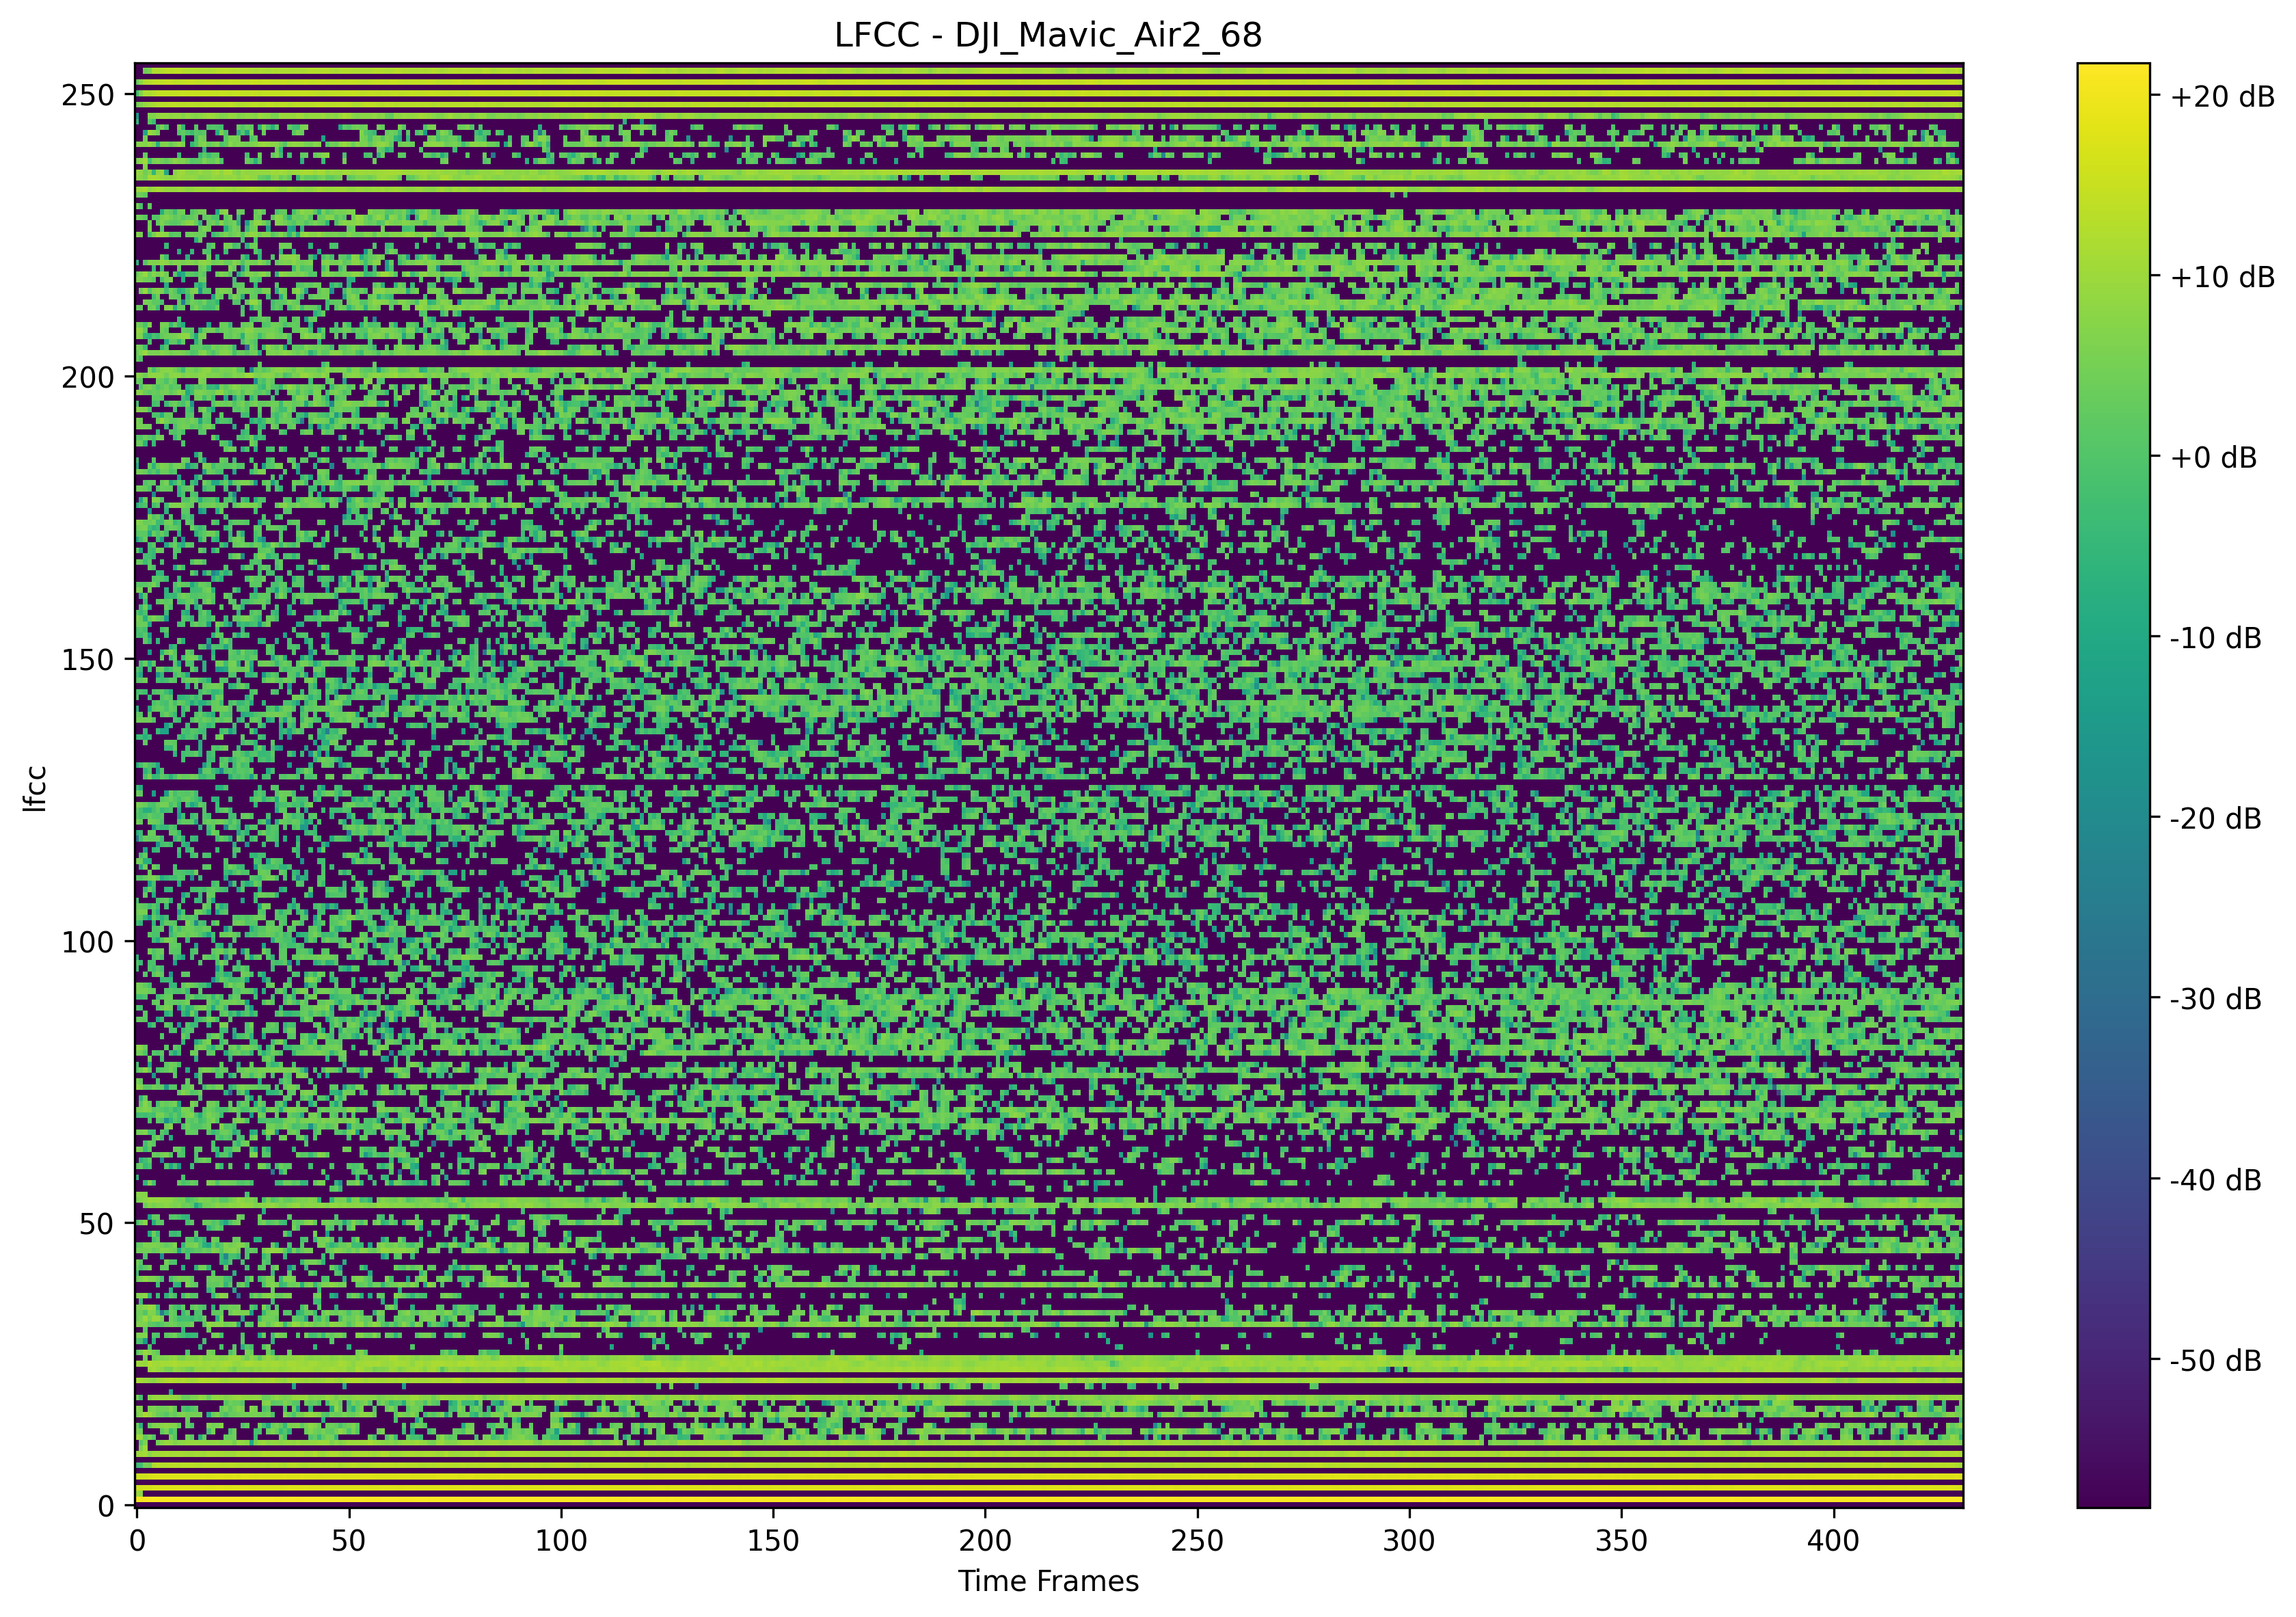 LFCC - DJI_Mavic_Air2_68
250
200
150
100
50
0
lfcc
0 50 100 150 200 250 300 350 400
Time Frames
+20 dB
+10 dB
+0 dB
-10 dB
-20 dB
-30 dB
-40 dB
-50 dB